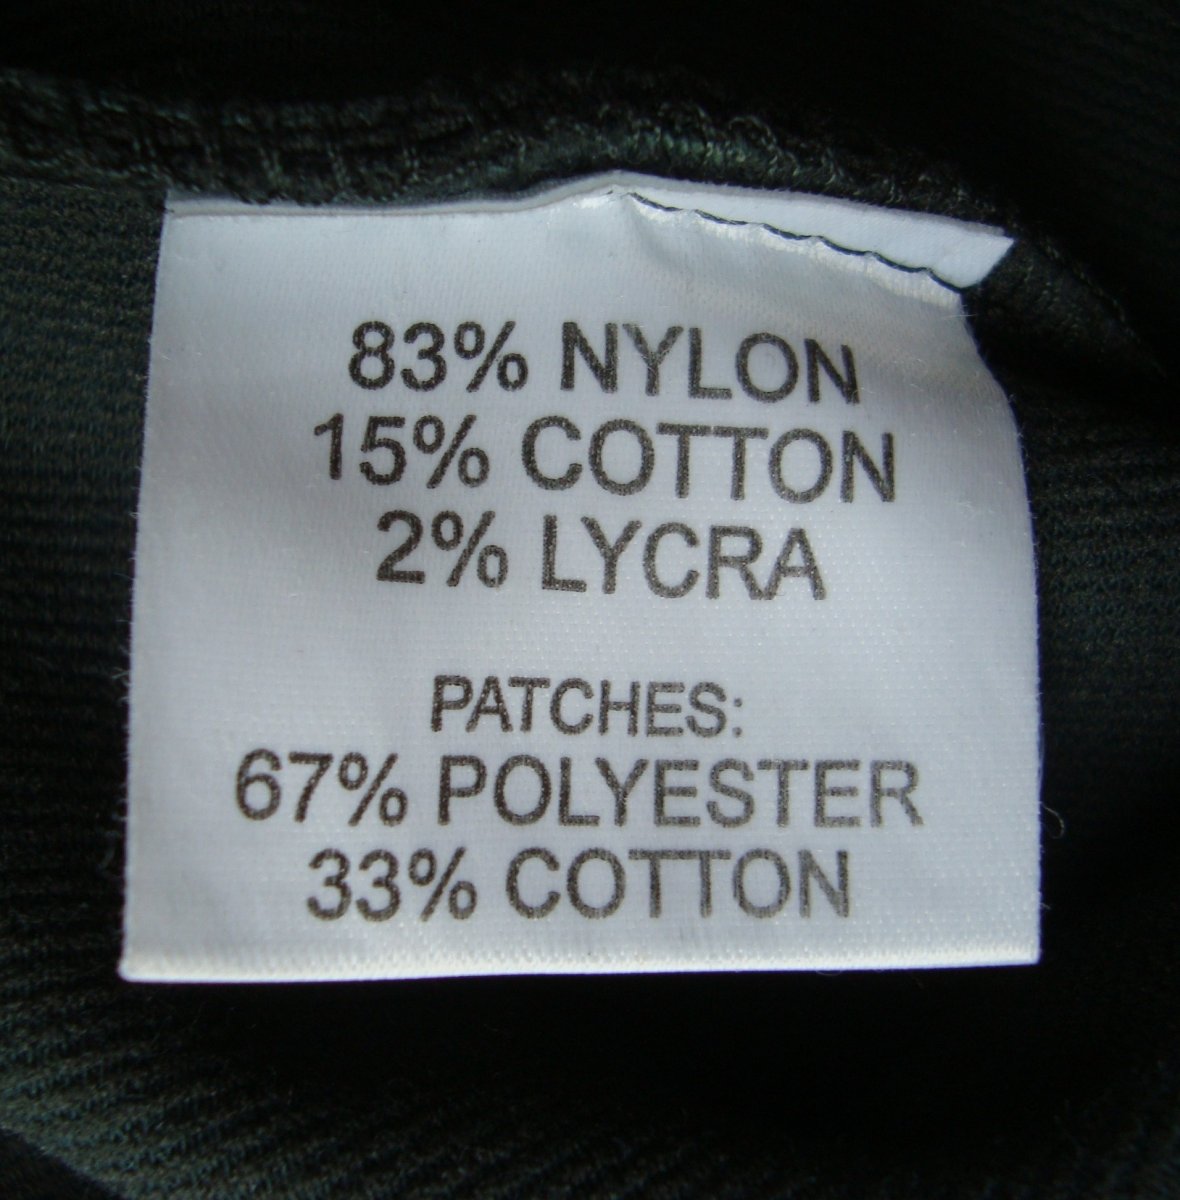 83% NYLON
15% COTTON
2% LYCRA
PATCHES:
67% POLYESTER
33% COTTON